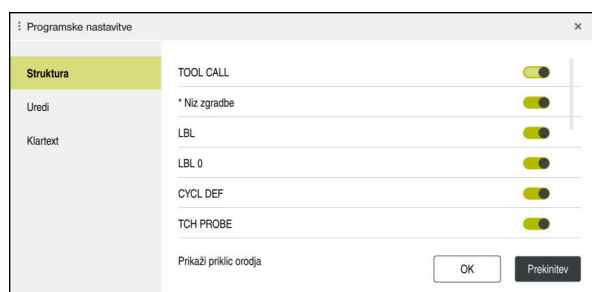 Programske nastavitve
Struktura
Uredi
Klartext
TOOL CALL
* Niz zgradbe
LBL
LBL 0
CYCL DEF
TCH PROBE
Prikaži priklic orodja
OK
Prekinitev